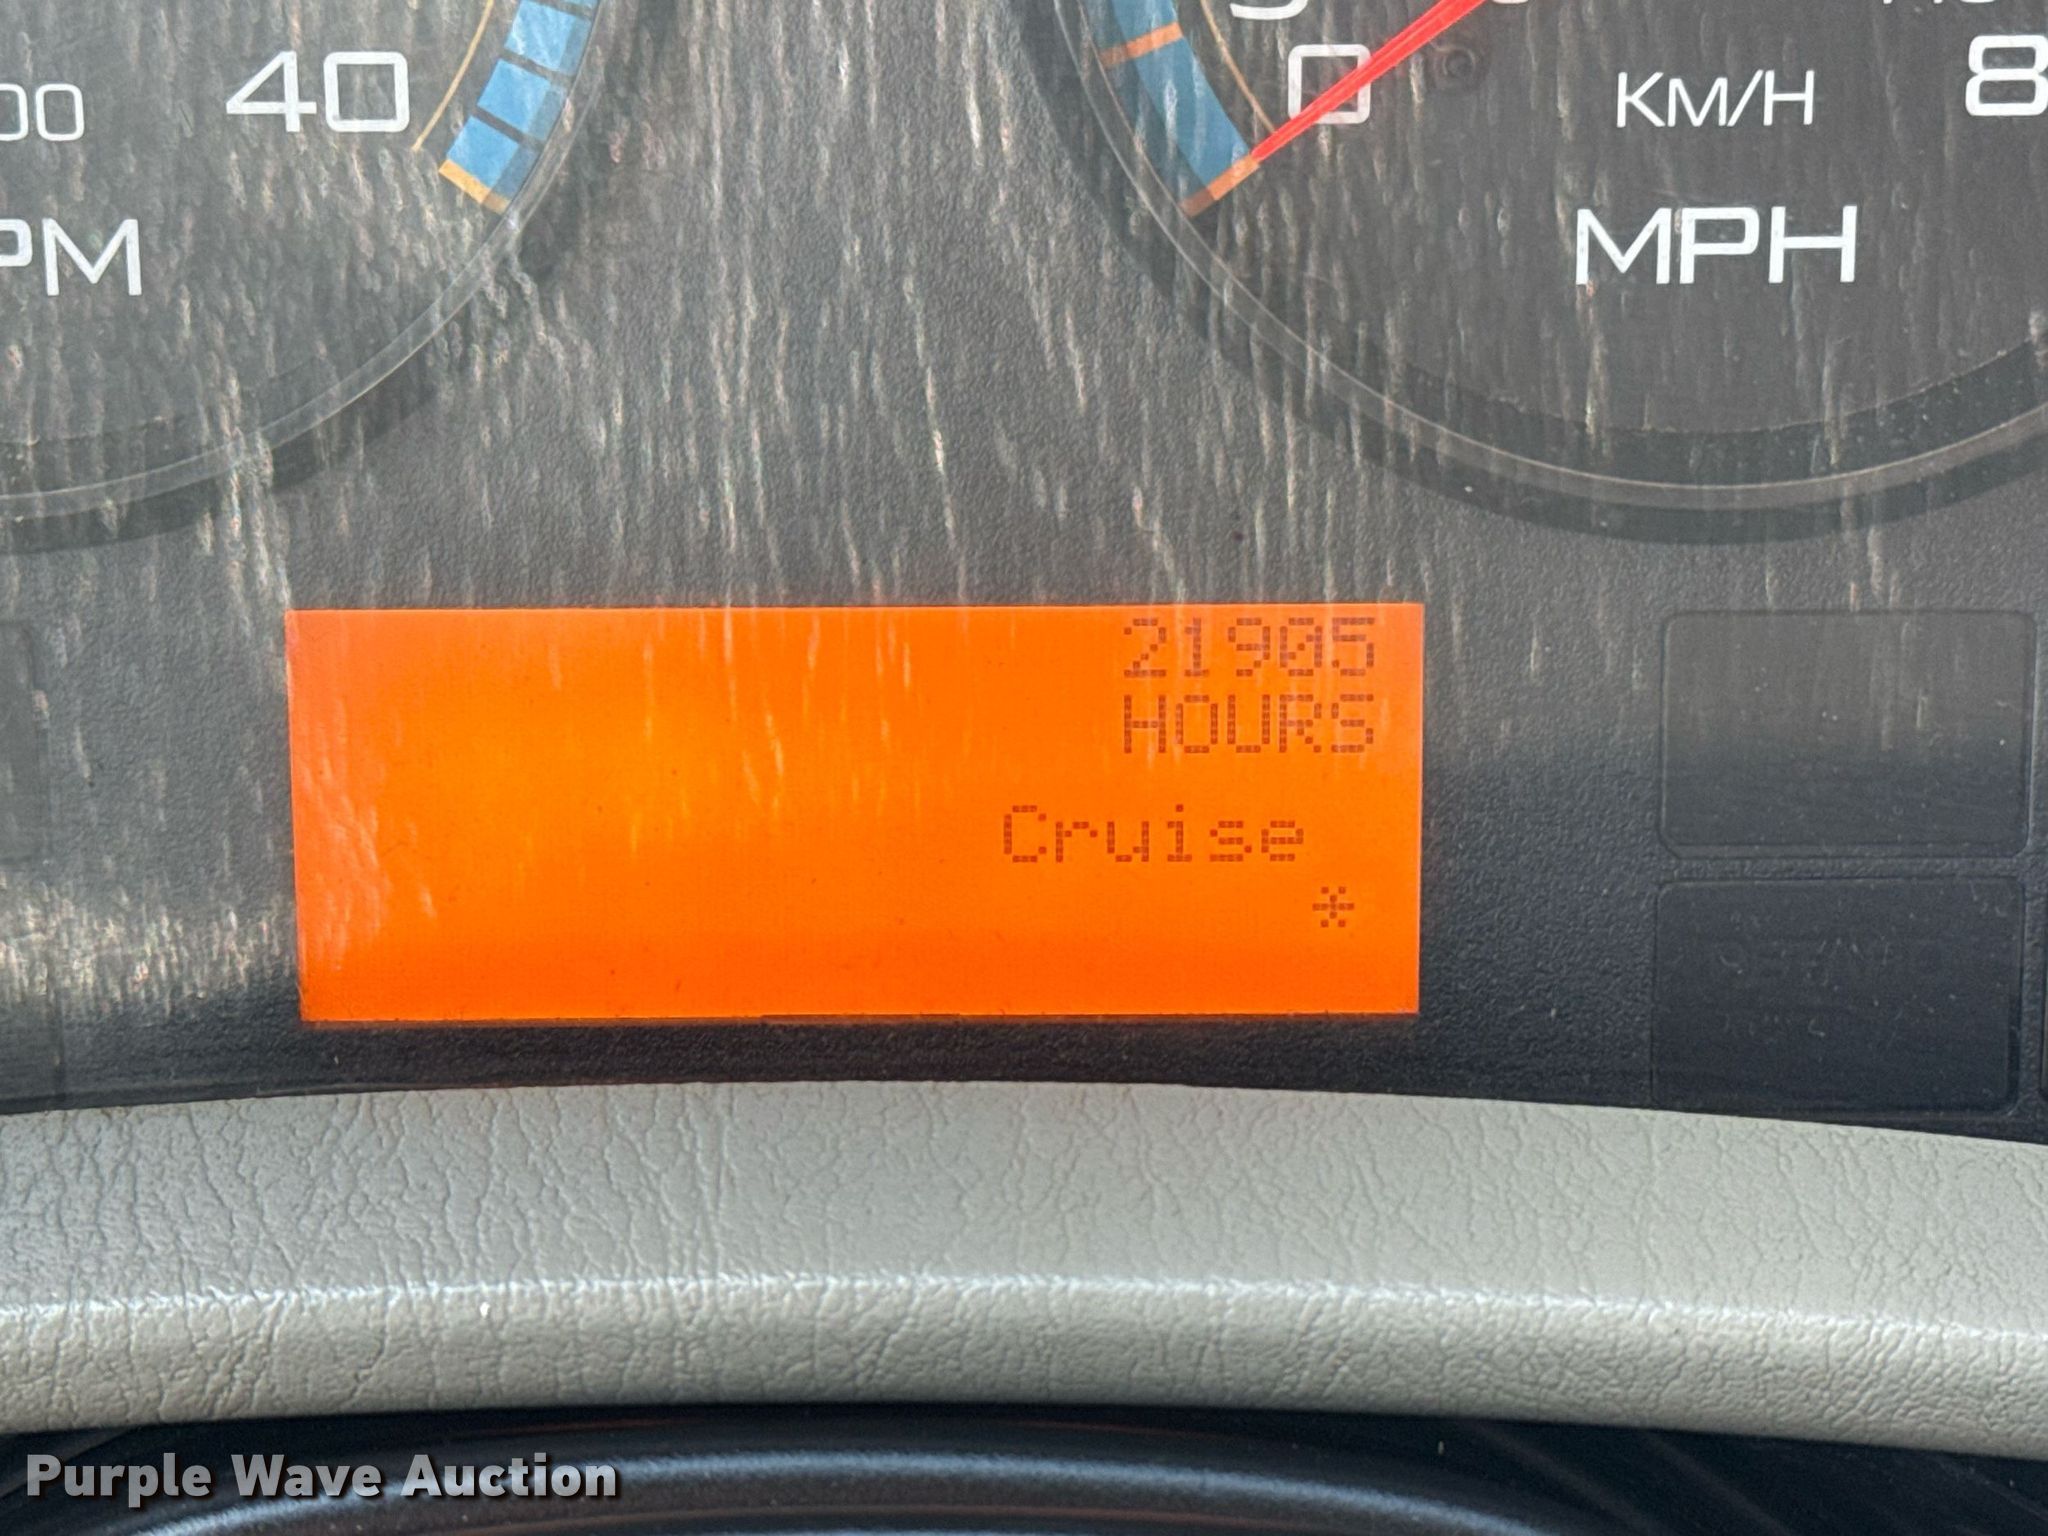 00 40
PM
0 KM/H 8
MPH
21905
HOURS
Cruise
*
Purple Wave Auction